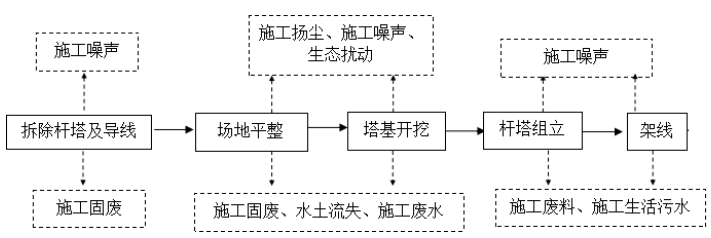 施工噪声
施工扬尘、施工噪声、
生态扰动
施工噪声
拆除杆塔及导线
场地平整
塔基开挖
杆塔组立
架线
施工固废
施工固废、水土流失、施工废水
施工废料、施工生活污水